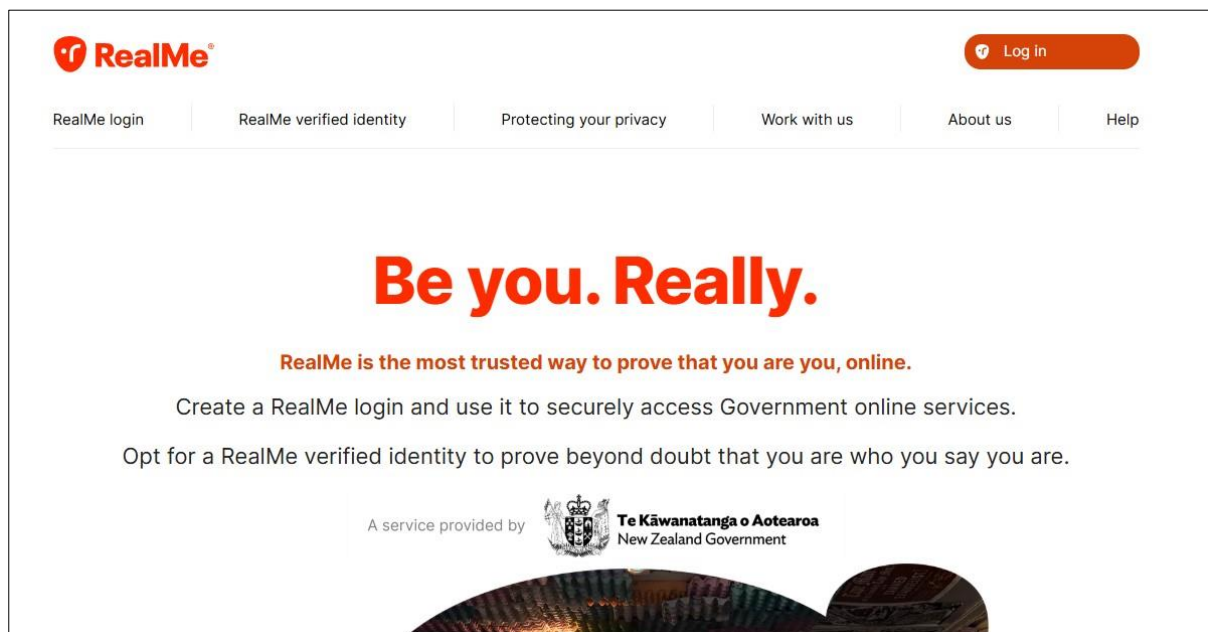 RealMe®
Log in
RealMe login
RealMe verified identity
Protecting your privacy
Work with us
About us
Help
Be you. Really.
RealMe is the most trusted way to prove that you are you, online.
Create a RealMe login and use it to securely access Government online services.
Opt for a RealMe verified identity to prove beyond doubt that you are who you say you are.
A service provided by
Te Kāwanatanga o Aotearoa
New Zealand Government